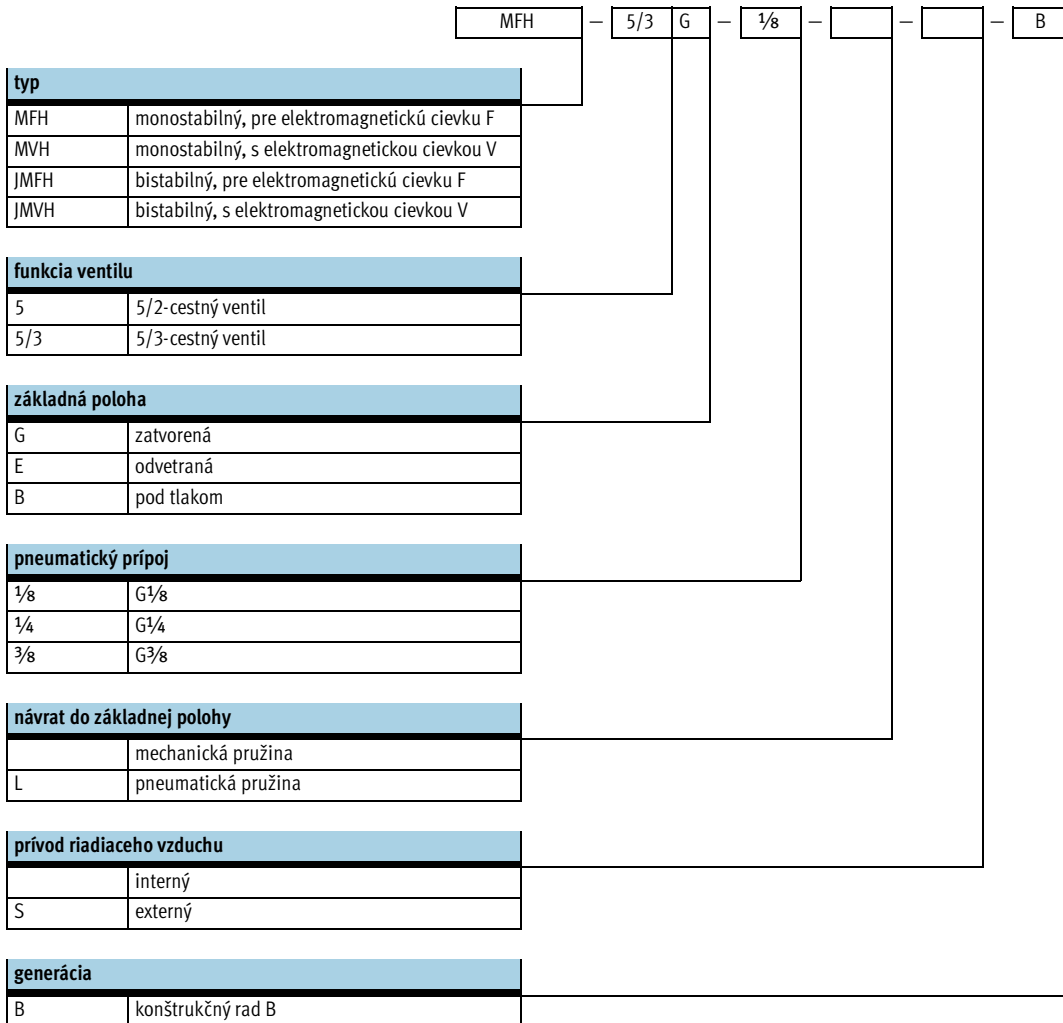 MFH – 5/3 G – ⅛ – – – B
typ
MFH monostabilný, pre elektromagnetickú cievku F
MVH monostabilný, s elektromagnetickou cievkou V
JMFH bistabilný, pre elektromagnetickú cievku F
JMVH bistabilný, s elektromagnetickou cievkou V
funkcia ventilu
5 5/2-cestný ventil
5/3 5/3-cestný ventil
základná poloha
G zatvorená
E odvetraná
B pod tlakom
pneumatický prípoj
⅛ G⅛
¼ G¼
⅜ G⅜
návrat do základnej polohy
mechanická pružina
L pneumatická pružina
prívod riadiaceho vzduchu
interný
S externý
generácia
B konštrukčný rad B